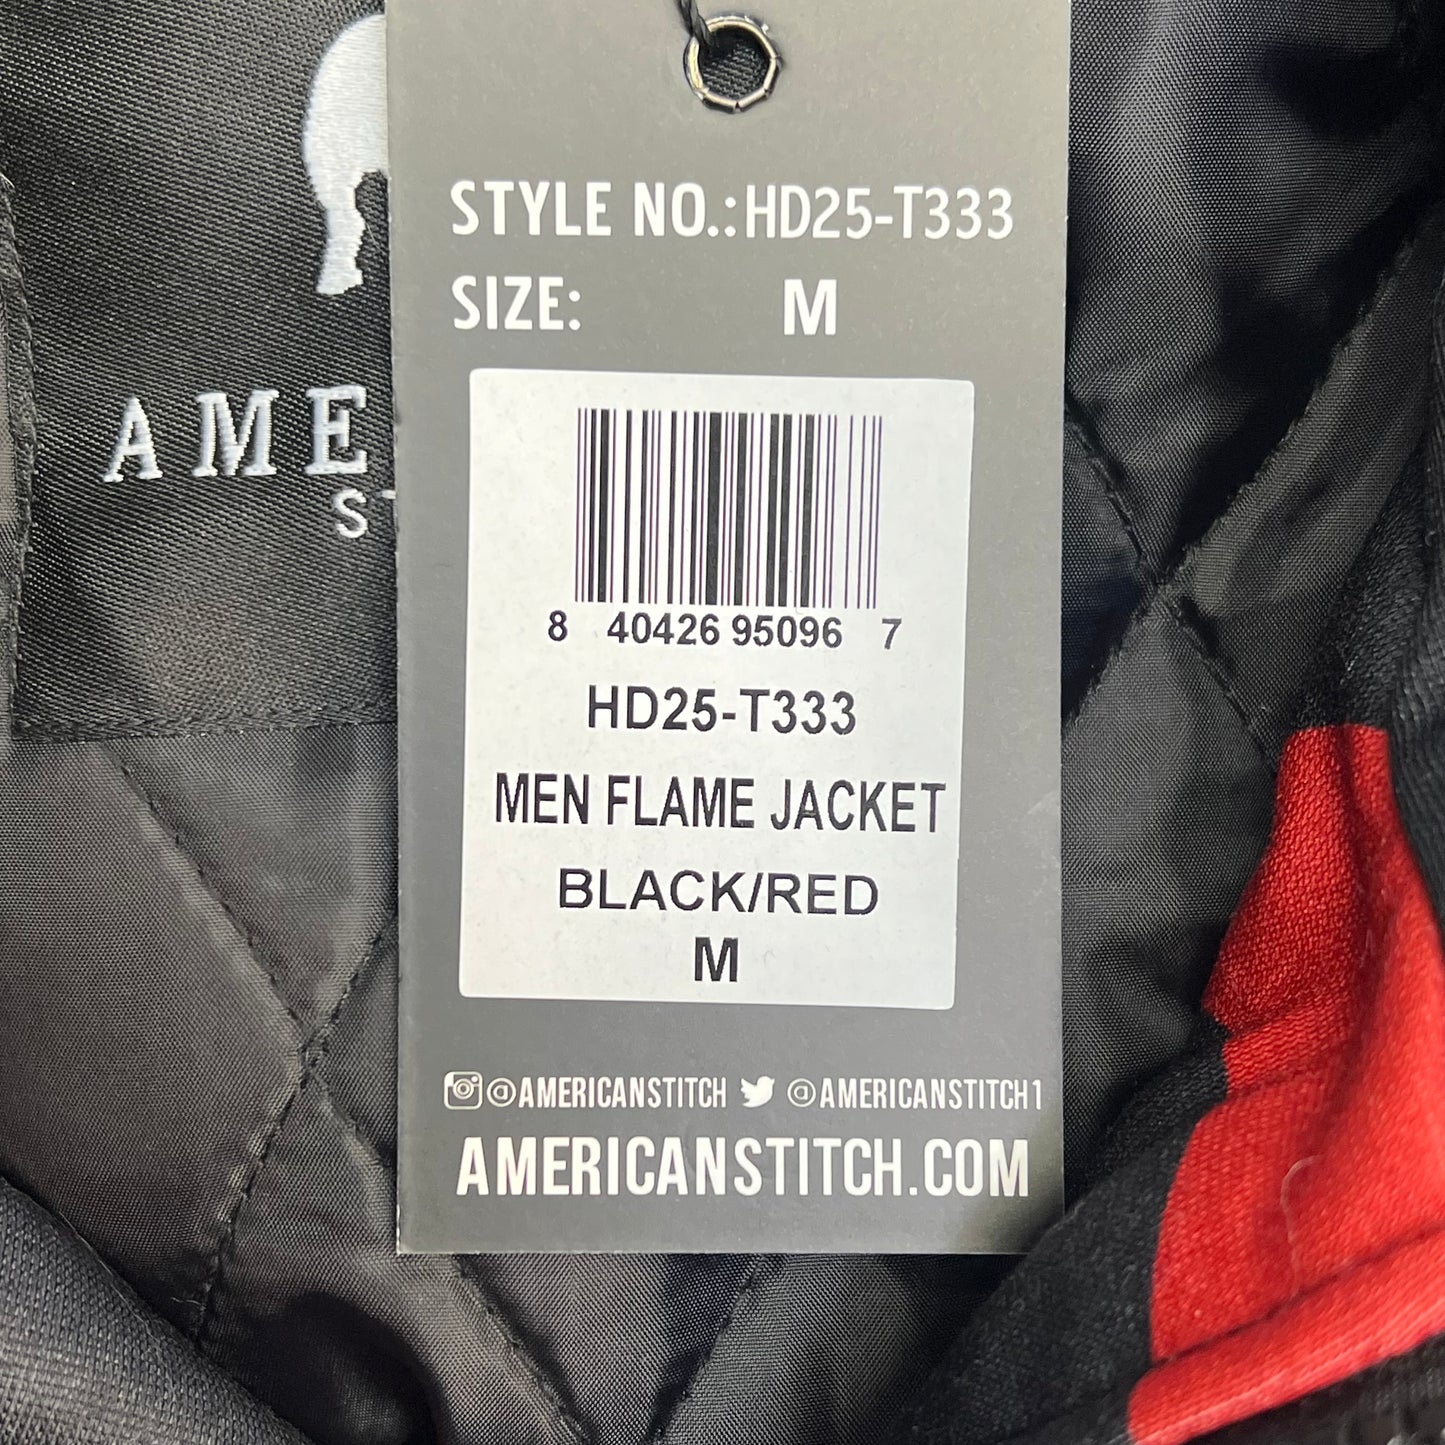 STYLE NO.:HD25-T333
SIZE: M
AME
S
8 40426 95096 7
HD25-T333
MEN FLAME JACKET
BLACK/RED
M
@AMERICANSTITCH @AMERICANSTITCH1
AMERICANSTITCH.COM